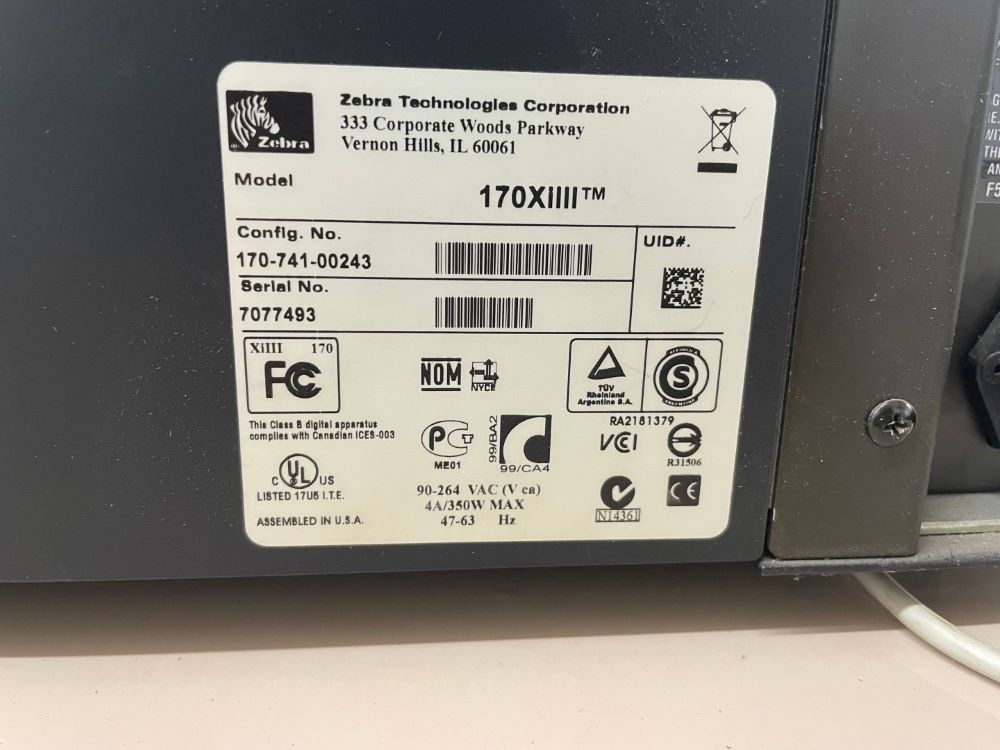 Zebra
Zebra Technologies Corporation
333 Corporate Woods Parkway
Vernon Hills, IL 60061
Model
170XiIII™
Config. No.
170-741-00243
Serial No.
7077493
UID#.
XiIII 170
FC
This Class B digital apparatus
complies with Canadian ICES-003
C UL US
LISTED 17U5 I.T.E.
ASSEMBLED IN U.S.A.
NOM
NYCE
PCT
ME01
99/BA2
99/CA4
90-264 VAC (V ca)
4A/350W MAX
47-63 Hz
TÜV
Rheinland
Argentina S.A.
S
RA2181379
VCI
R31506
N14361
CE